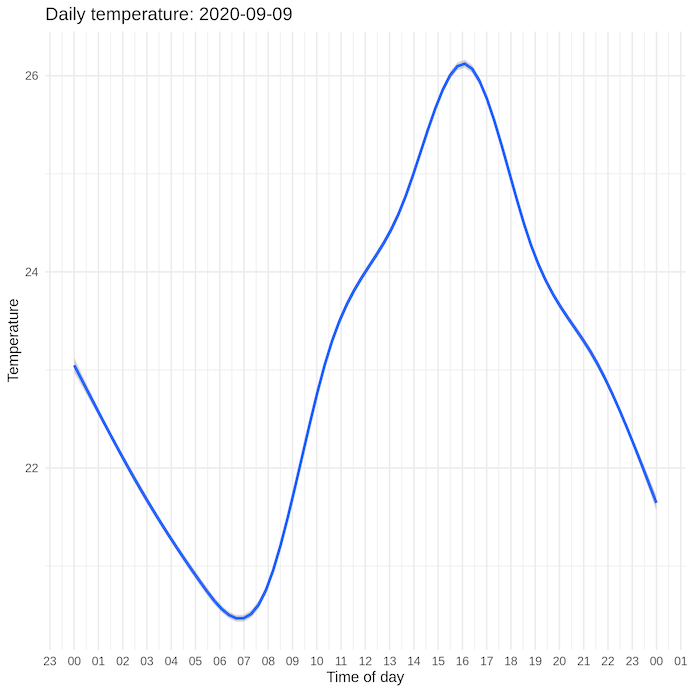 Daily temperature: 2020-09-09
26
24
22
Temperature
23 00 01 02 03 04 05 06 07 08 09 10 11 12 13 14 15 16 17 18 19 20 21 22 23 00 01
Time of day